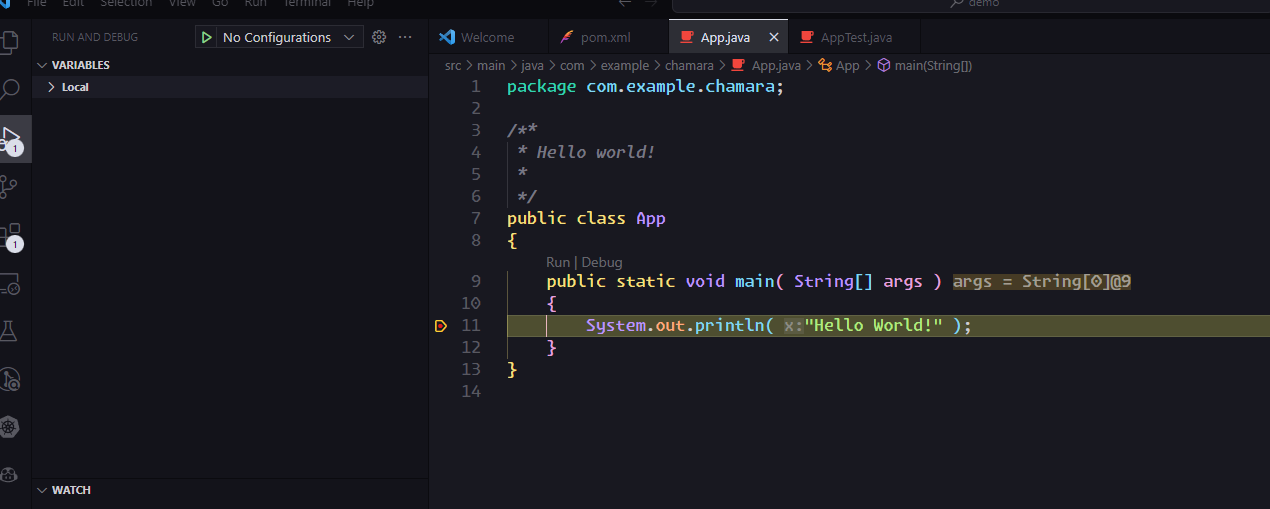 File Edit Selection View Go Run Terminal Help
demo
RUN AND DEBUG
No Configurations
VARIABLES
Local
1
1
WATCH
Welcome
pom.xml
App.java
AppTest.java
src > main > java > com > example > chamara > App.java > App > main(String[])
1 package com.example.chamara;
2
3 /**
4 * Hello world!
5 *
6 */
7 public class App
8 {
Run | Debug
9 public static void main( String[] args ) args = String[0]@9
10 {
11 System.out.println( x:"Hello World!" );
12 }
13 }
14